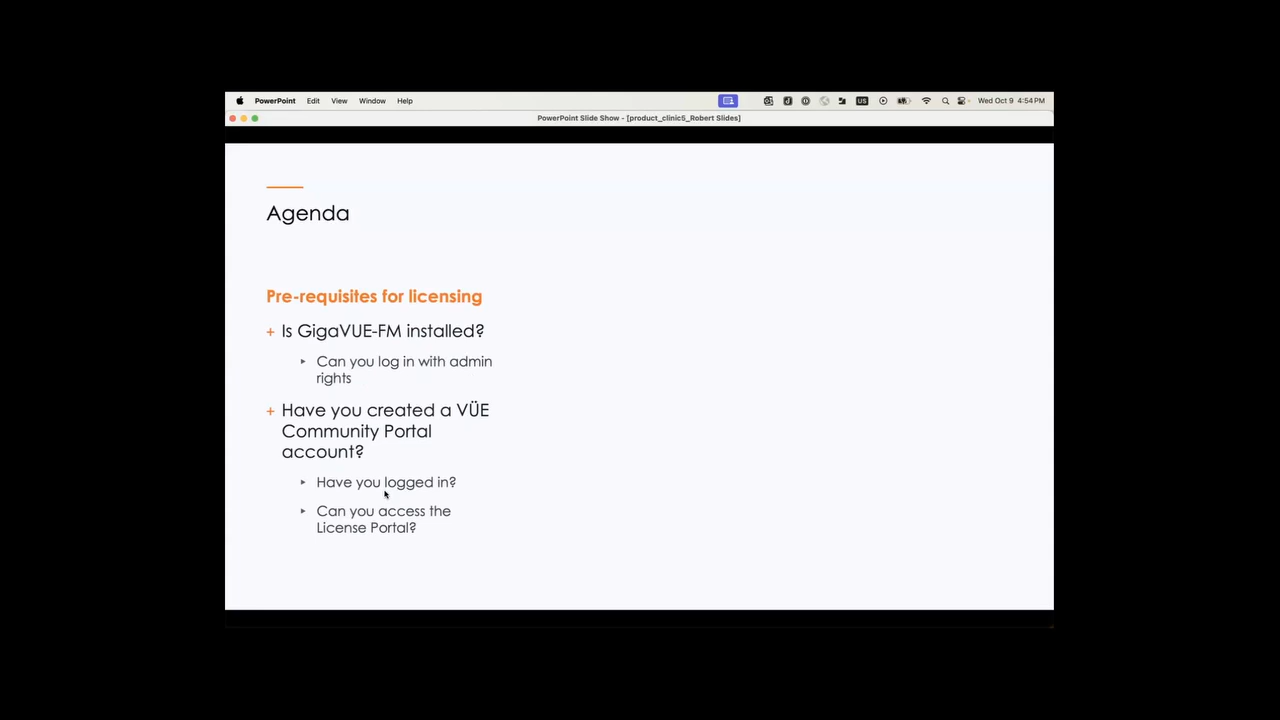 PowerPoint Edit View Window Help US Wed Oct 9 4:54 PM
PowerPoint Slide Show - [product_clinic5_Robert Slides]
Agenda
Pre-requisites for licensing
+ Is GigaVUE-FM installed?
▸ Can you log in with admin
rights
+ Have you created a VÜE
Community Portal
account?
▸ Have you logged in?
▸ Can you access the
License Portal?